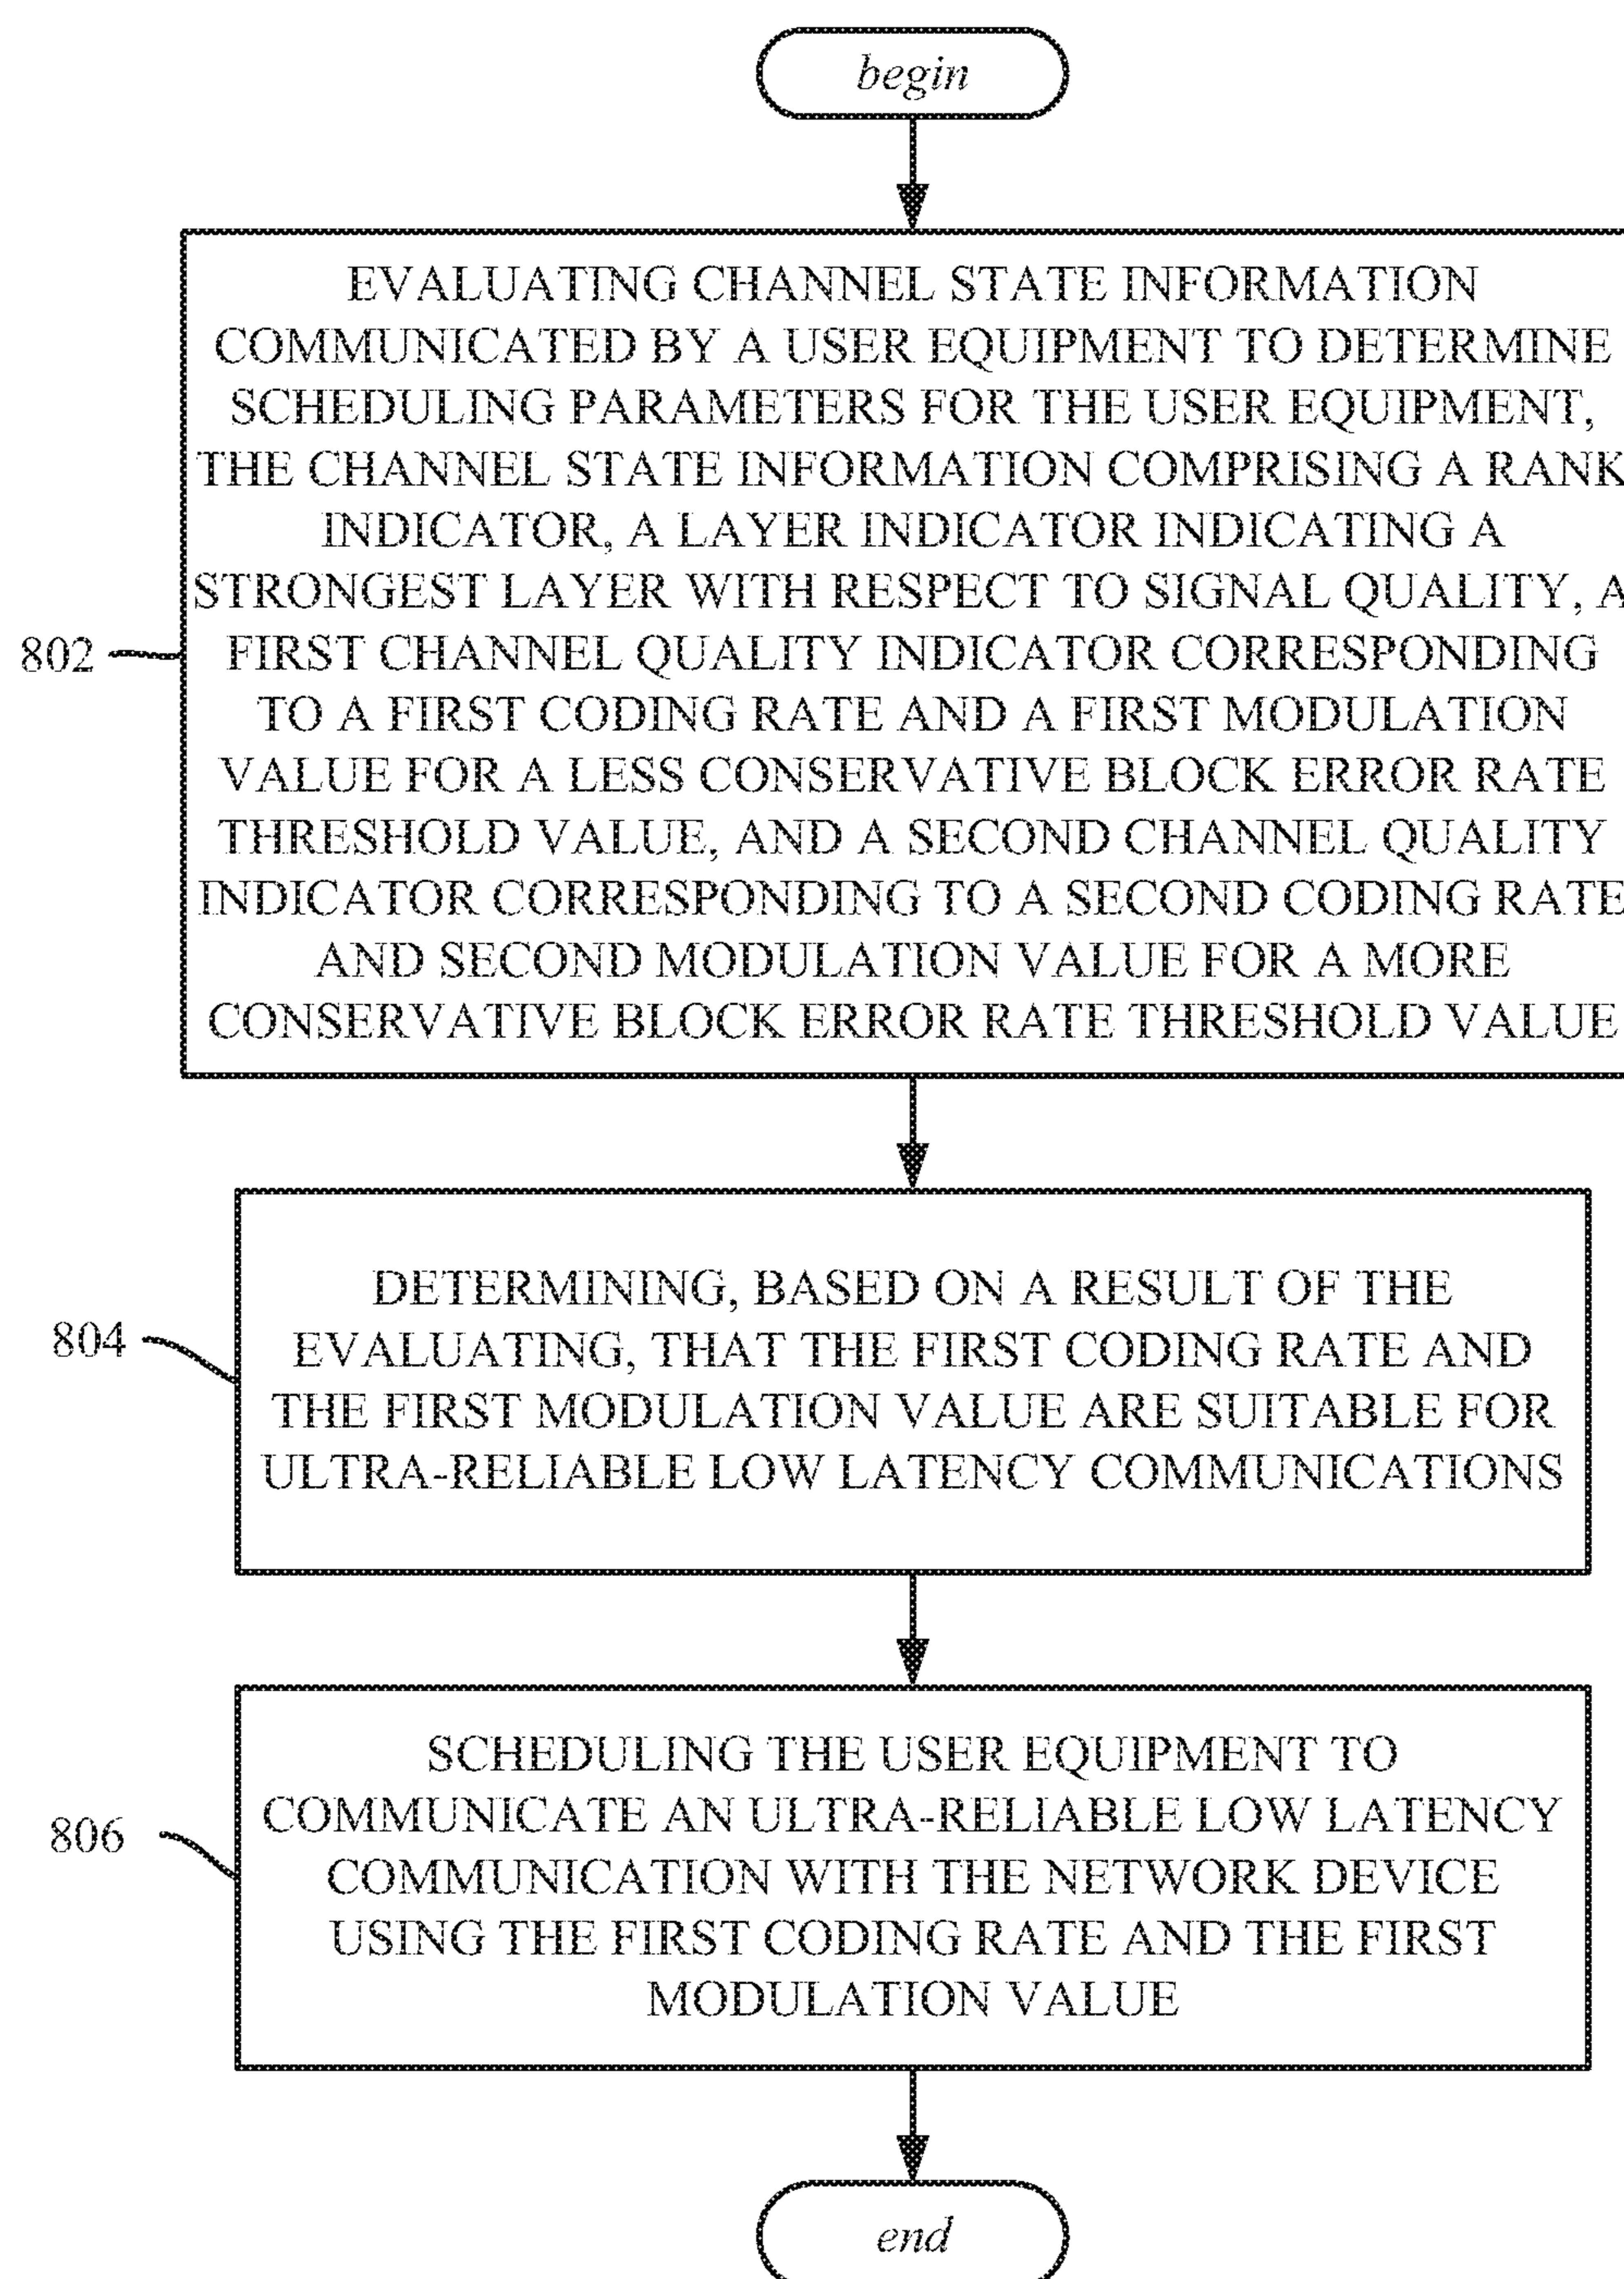 begin
EVALUATING CHANNEL STATE INFORMATION
COMMUNICATED BY A USER EQUIPMENT TO DETERMINE
SCHEDULING PARAMETERS FOR THE USER EQUIPMENT,
THE CHANNEL STATE INFORMATION COMPRISING A RANK
INDICATOR, A LAYER INDICATOR INDICATING A
STRONGEST LAYER WITH RESPECT TO SIGNAL QUALITY, A
802
FIRST CHANNEL QUALITY INDICATOR CORRESPONDING
TO A FIRST CODING RATE AND A FIRST MODULATION
VALUE FOR A LESS CONSERVATIVE BLOCK ERROR RATE
THRESHOLD VALUE, AND A SECOND CHANNEL QUALITY
INDICATOR CORRESPONDING TO A SECOND CODING RATE
AND SECOND MODULATION VALUE FOR A MORE
CONSERVATIVE BLOCK ERROR RATE THRESHOLD VALUE
804
DETERMINING, BASED ON A RESULT OF THE
EVALUATING, THAT THE FIRST CODING RATE AND
THE FIRST MODULATION VALUE ARE SUITABLE FOR
ULTRA-RELIABLE LOW LATENCY COMMUNICATIONS
806
SCHEDULING THE USER EQUIPMENT TO
COMMUNICATE AN ULTRA-RELIABLE LOW LATENCY
COMMUNICATION WITH THE NETWORK DEVICE
USING THE FIRST CODING RATE AND THE FIRST
MODULATION VALUE
end